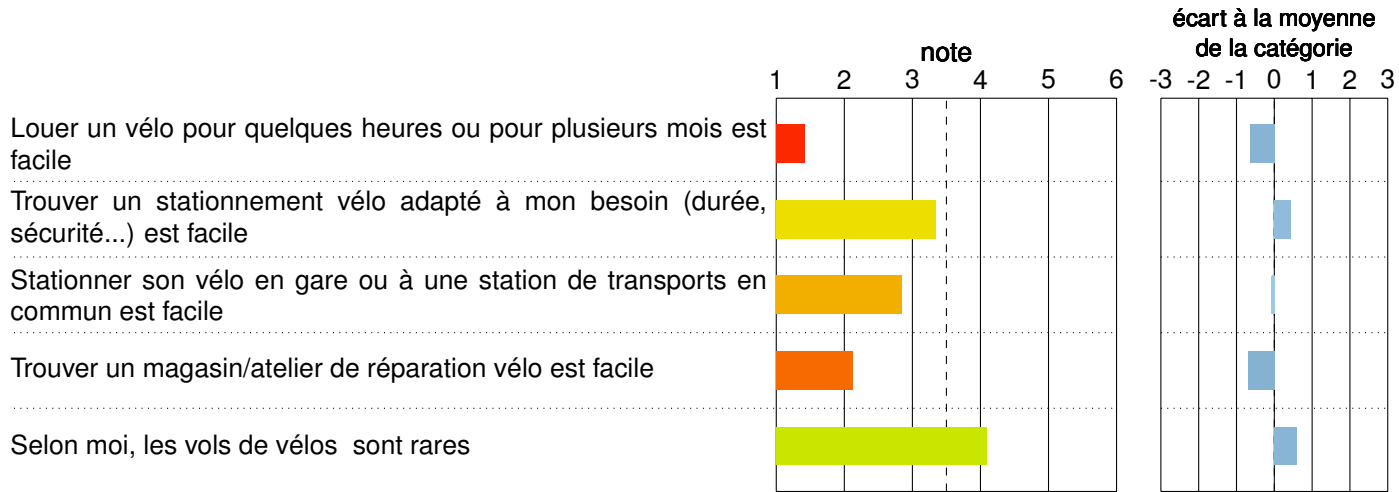 écart à la moyenne
de la catégorie
note
1 2 3 4 5 6
-3 -2 -1 0 1 2 3
Louer un vélo pour quelques heures ou pour plusieurs mois est
facile
Trouver un stationnement vélo adapté à mon besoin (durée,
sécurité...) est facile
Stationner son vélo en gare ou à une station de transports en
commun est facile
Trouver un magasin/atelier de réparation vélo est facile
Selon moi, les vols de vélos sont rares